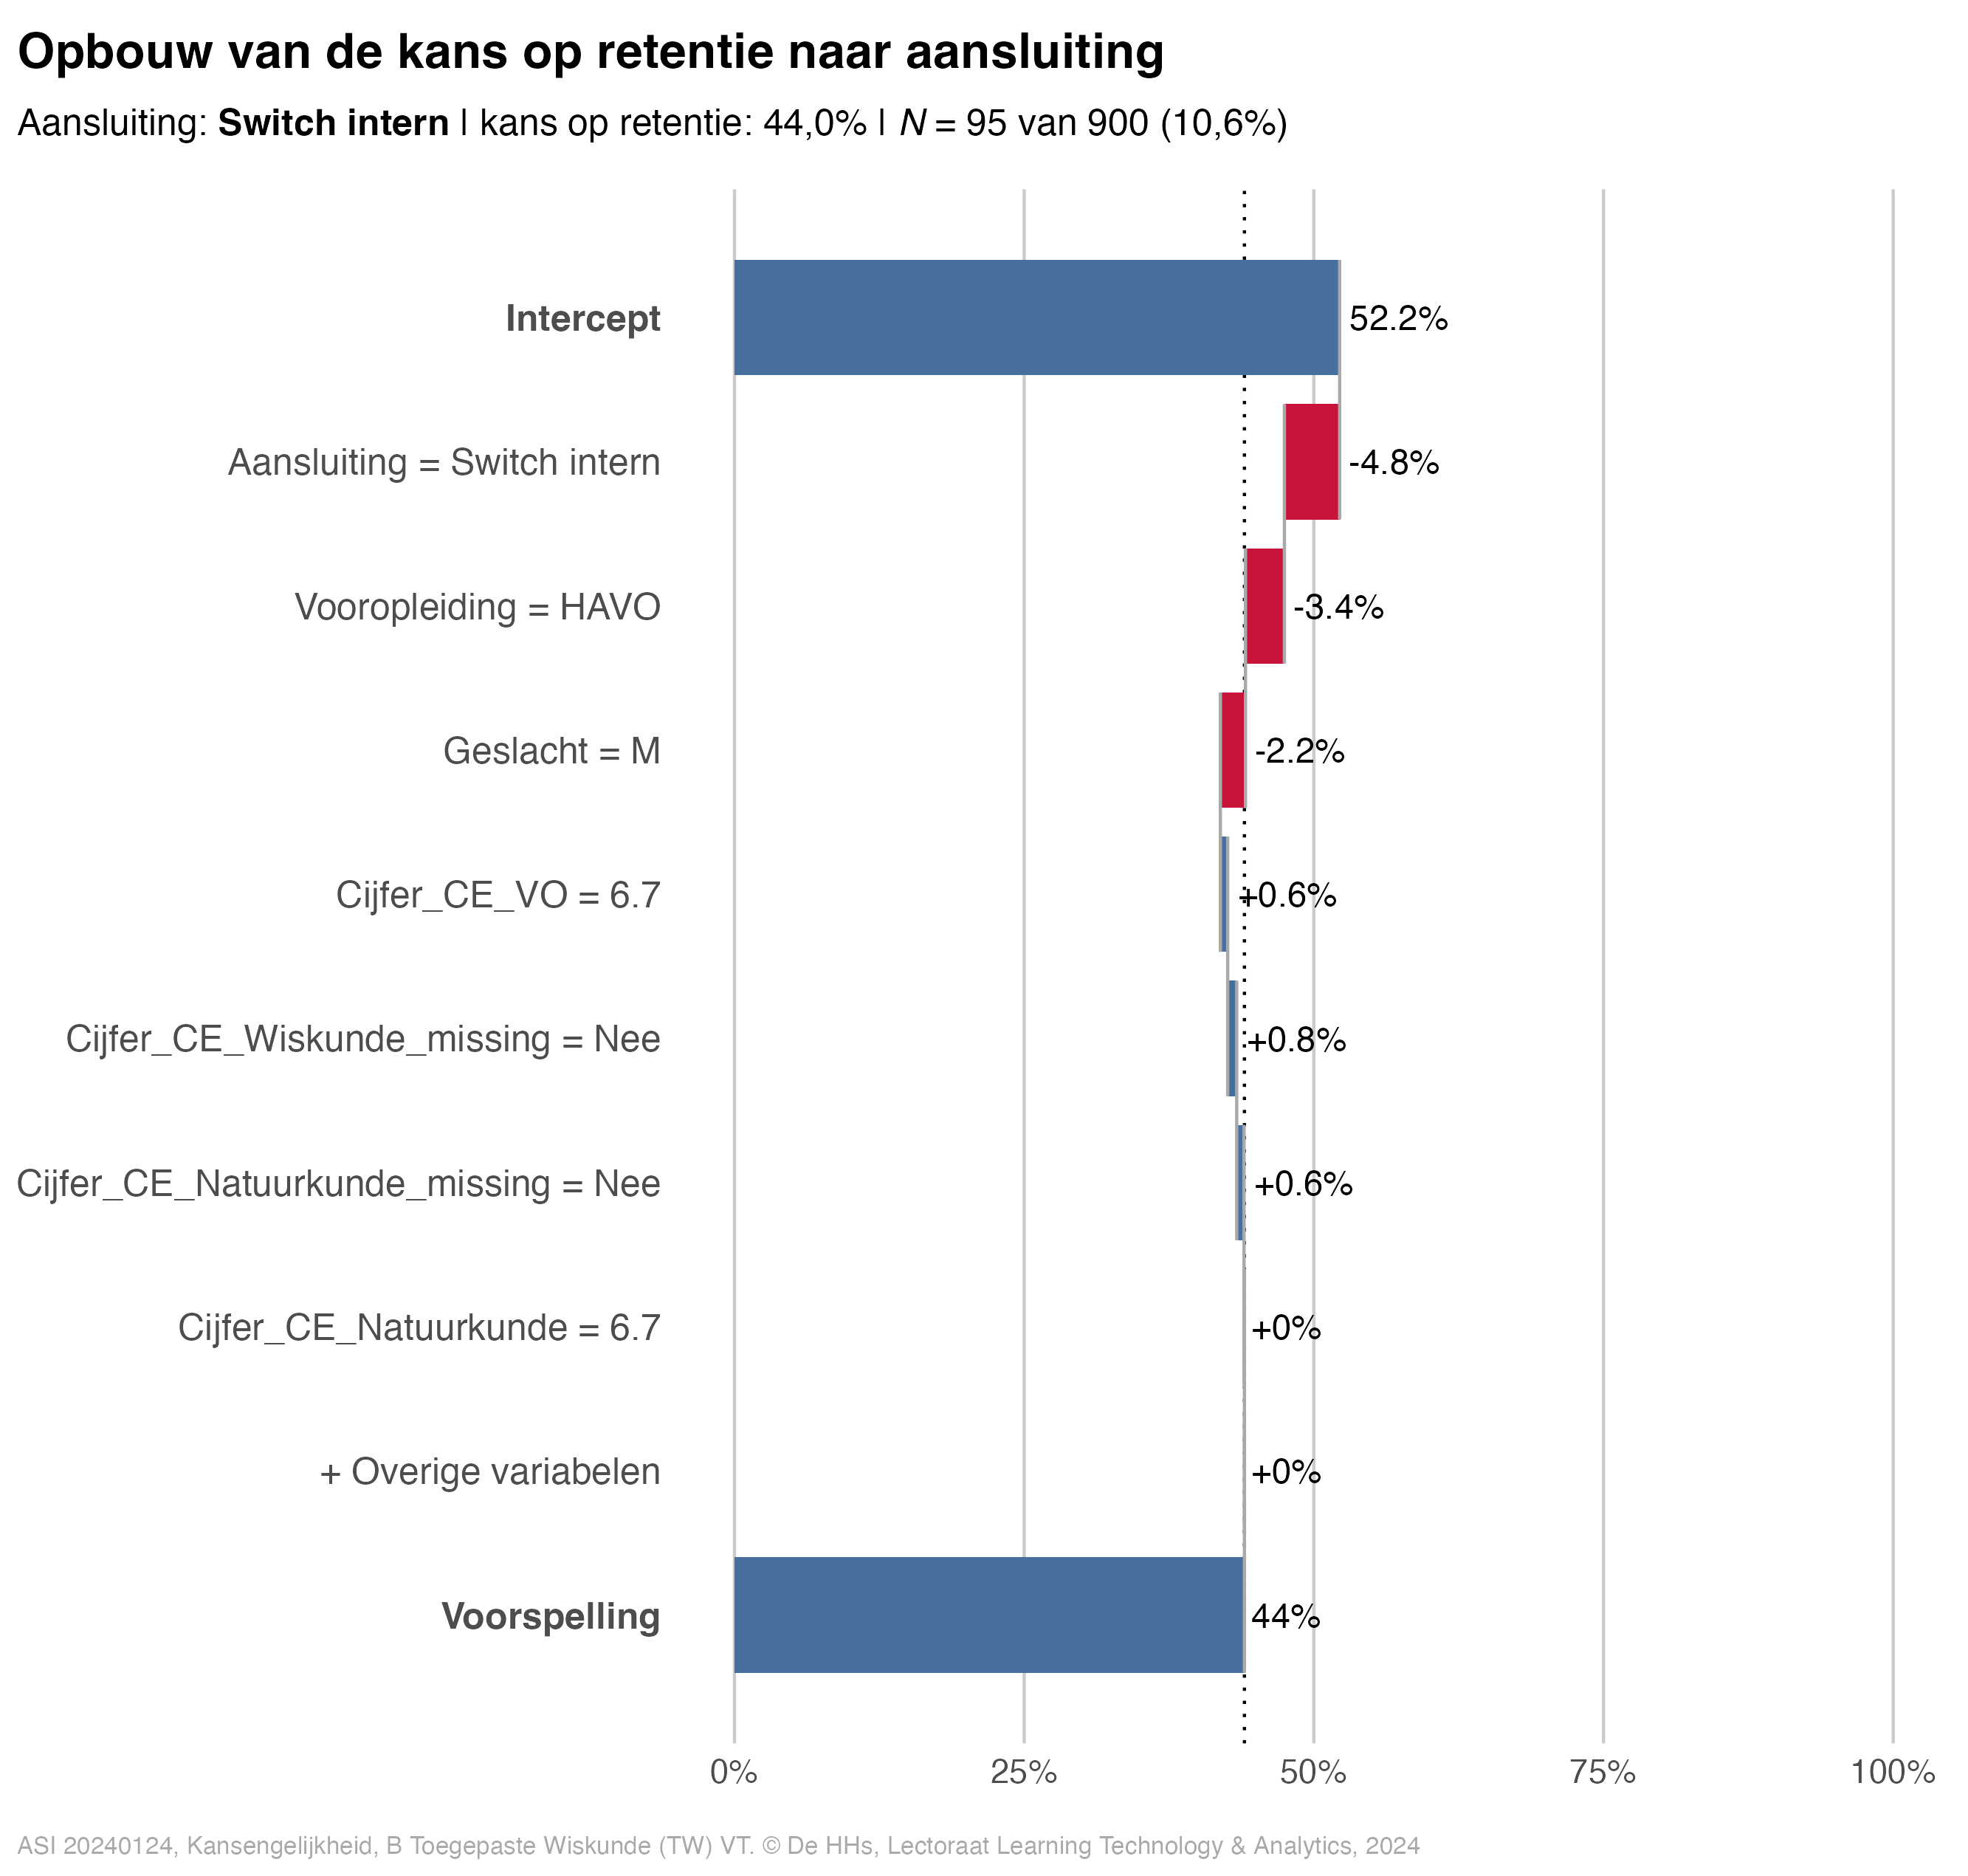 Opbouw van de kans op retentie naar aansluiting
Aansluiting: Switch intern | kans op retentie: 44,0% | N = 95 van 900 (10,6%)
Intercept 52.2%
Aansluiting = Switch intern -4.8%
Vooropleiding = HAVO -3.4%
Geslacht = M -2.2%
Cijfer_CE_VO = 6.7 +0.6%
Cijfer_CE_Wiskunde_missing = Nee +0.8%
Cijfer_CE_Natuurkunde_missing = Nee +0.6%
Cijfer_CE_Natuurkunde = 6.7 +0%
+ Overige variabelen +0%
Voorspelling 44%
0% 25% 50% 75% 100%
ASI 20240124, Kansengelijkheid, B Toegepaste Wiskunde (TW) VT. © De HHs, Lectoraat Learning Technology & Analytics, 2024